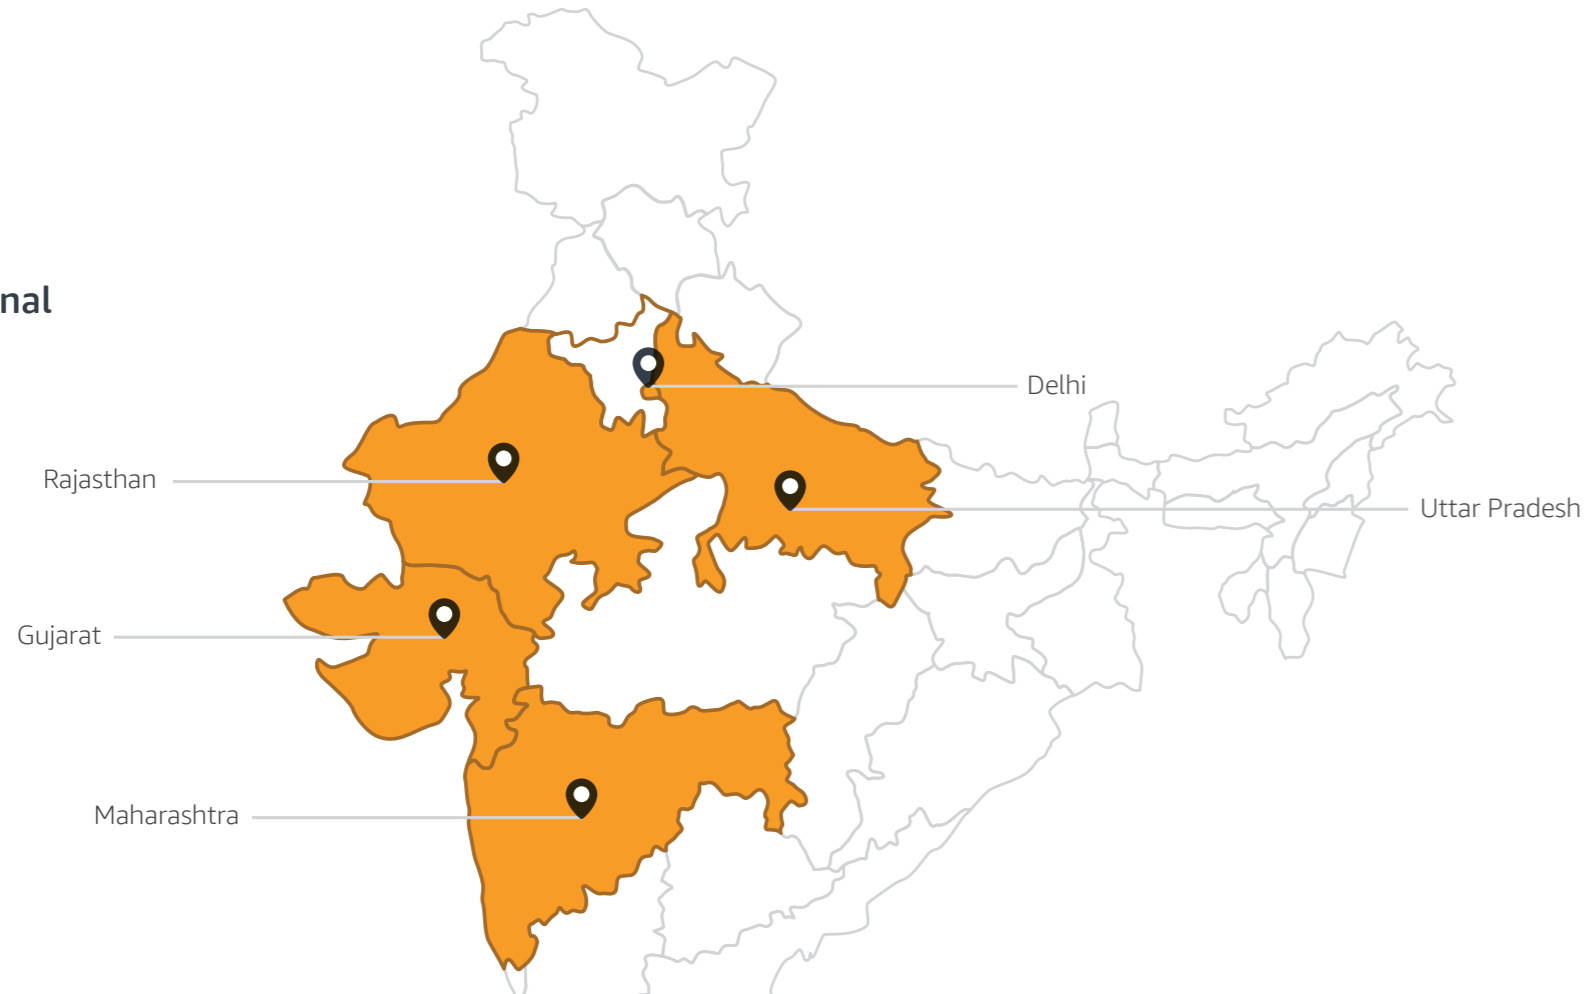 nal
Delhi
Rajasthan
Uttar Pradesh
Gujarat
Maharashtra